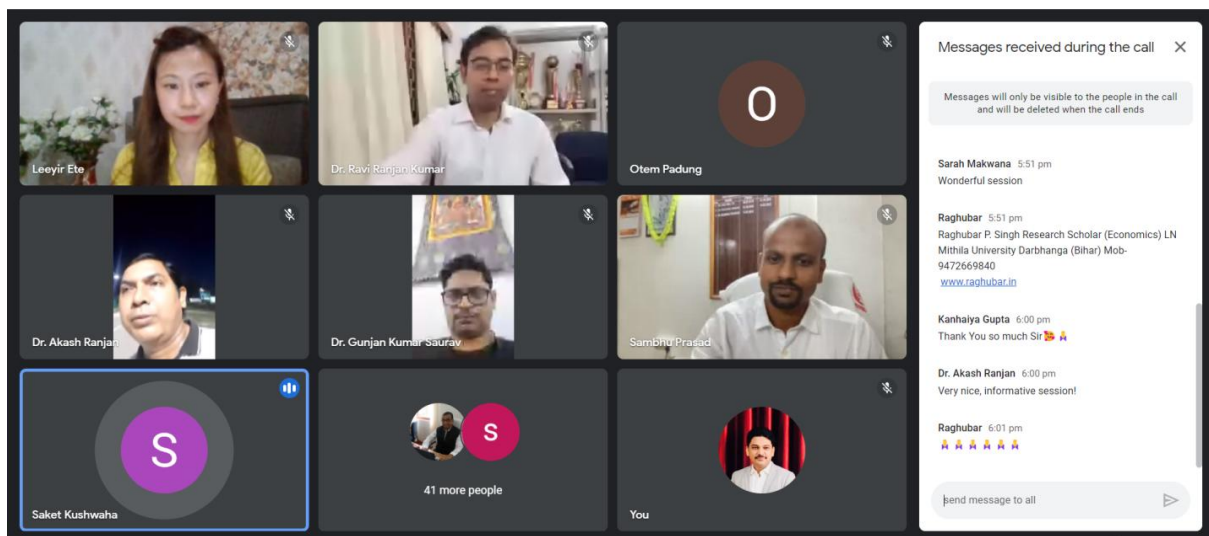 Leeyir Ete
Dr. Ravi Ranjan Kumar
O
Otem Padung
Dr. Akash Ranjan
Dr. Gunjan Kumar Saurav
Sambhu Prasad
S
Saket Kushwaha
S
41 more people
You
Messages received during the call
Messages will only be visible to the people in the call
and will be deleted when the call ends
Sarah Makwana 5:51 pm
Wonderful session
Raghubar 5:51 pm
Raghubar P. Singh Research Scholar (Economics) LN
Mithila University Darbhanga (Bihar) Mob-
9472669840
www.raghubar.in
Kanhaiya Gupta 6:00 pm
Thank You so much Sir🥰🙏
Dr. Akash Ranjan 6:00 pm
Very nice, informative session!
Raghubar 6:01 pm
🙏🙏🙏🙏🙏🙏
send message to all